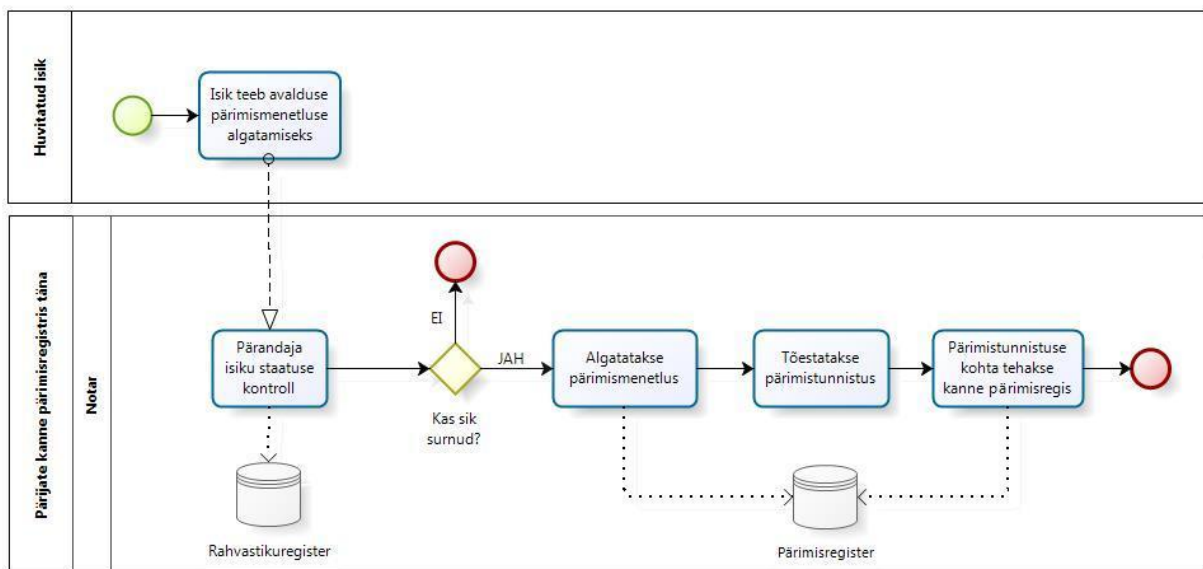 Huvitatud isik
Isik teeb avalduse
pärimismenetluse
algatamiseks
Pärijate kanne pärimisregistris täna
Notar
Pärandaja
isiku staatuse
kontroll
EI
JAH
Kas sik
surnud?
Algatatakse
pärimismenetlus
Tõestatakse
pärimistunnistus
Pärimistunnistuse
kohta tehakse
kanne pärimisregis
Rahvastikuregister
Pärimisregister